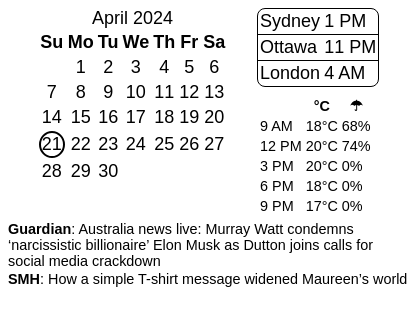 April 2024
Su Mo Tu We Th Fr Sa
1 2 3 4 5 6
7 8 9 10 11 12 13
14 15 16 17 18 19 20
21 22 23 24 25 26 27
28 29 30
Sydney 1 PM
Ottawa 11 PM
London 4 AM
°C ☂
9 AM 18°C 68%
12 PM 20°C 74%
3 PM 20°C 0%
6 PM 18°C 0%
9 PM 17°C 0%
Guardian: Australia news live: Murray Watt condemns
‘narcissistic billionaire’ Elon Musk as Dutton joins calls for
social media crackdown
SMH: How a simple T-shirt message widened Maureen’s world